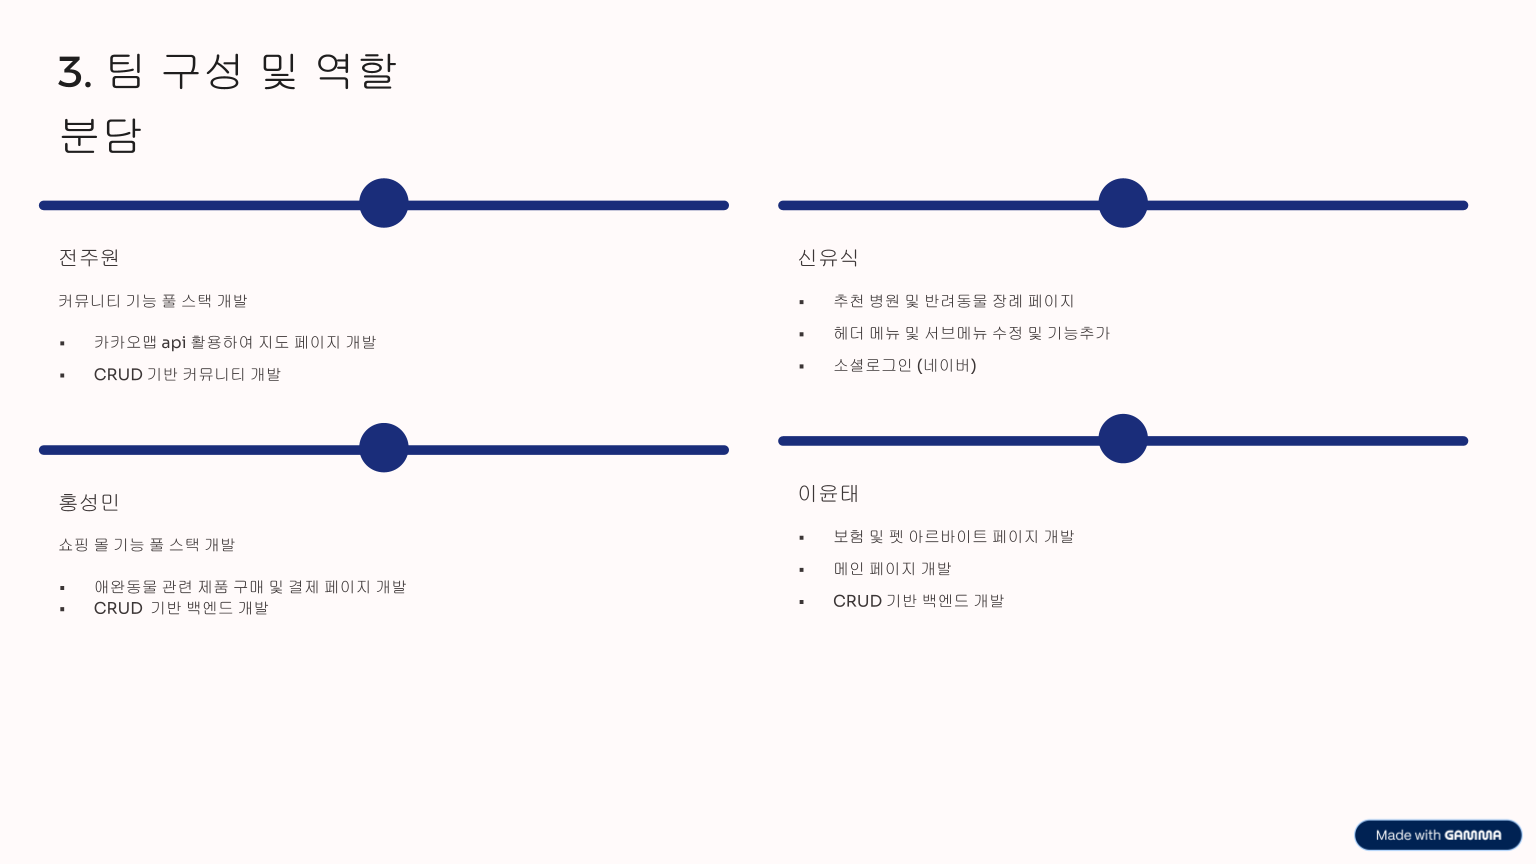 3. 팀 구성 및 역할
분담
전주원
커뮤니티 기능 풀 스택 개발
▪ 카카오맵 api 활용하여 지도 페이지 개발
▪ CRUD 기반 커뮤니티 개발
신유식
▪ 추천 병원 및 반려동물 장례 페이지
▪ 헤더 메뉴 및 서브메뉴 수정 및 기능추가
▪ 소셜로그인 (네이버)
홍성민
쇼핑 몰 기능 풀 스택 개발
▪ 애완동물 관련 제품 구매 및 결제 페이지 개발
▪ CRUD 기반 백엔드 개발
이윤태
▪ 보험 및 펫 아르바이트 페이지 개발
▪ 메인 페이지 개발
▪ CRUD 기반 백엔드 개발
Made with GAMMA